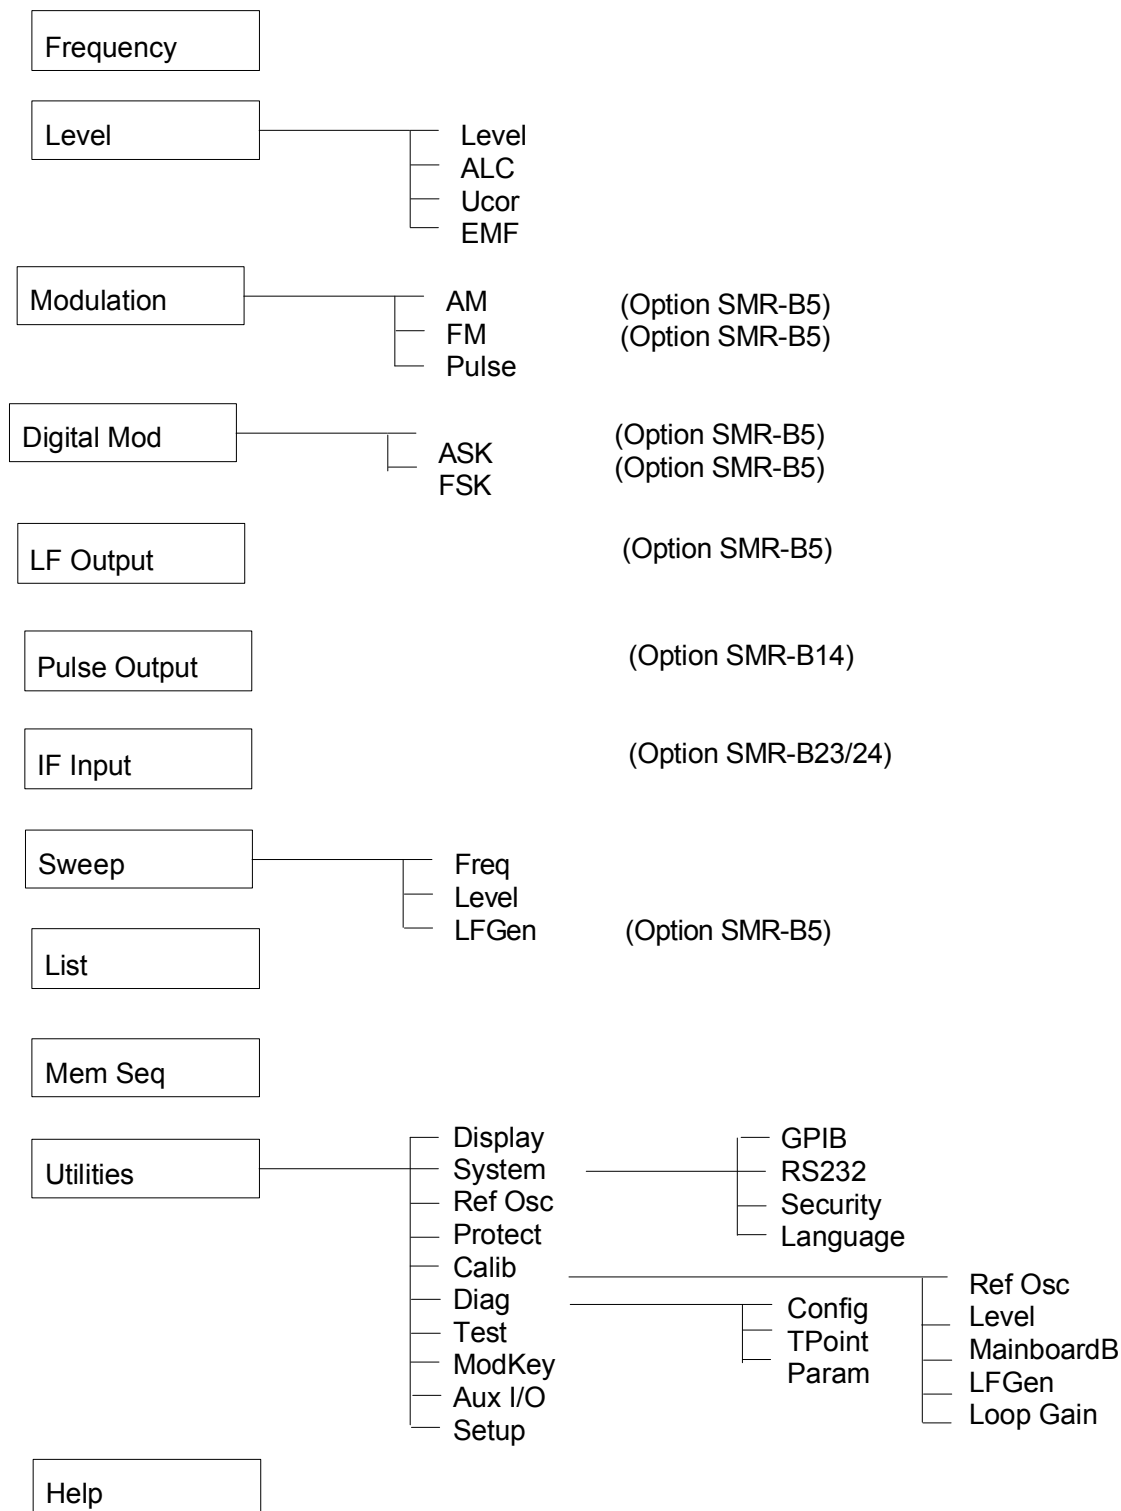 Frequency
Level
Level
ALC
Ucor
EMF
Modulation
AM (Option SMR-B5)
FM (Option SMR-B5)
Pulse
Digital Mod
ASK (Option SMR-B5)
FSK (Option SMR-B5)
LF Output (Option SMR-B5)
Pulse Output (Option SMR-B14)
IF Input (Option SMR-B23/24)
Sweep
Freq
Level
LFGen (Option SMR-B5)
List
Mem Seq
Utilities
Display
System
Ref Osc
Protect
Calib
Diag
Test
ModKey
Aux I/O
Setup
GPIB
RS232
Security
Language
Config
TPoint
Param
Ref Osc
Level
MainboardB
LFGen
Loop Gain
Help